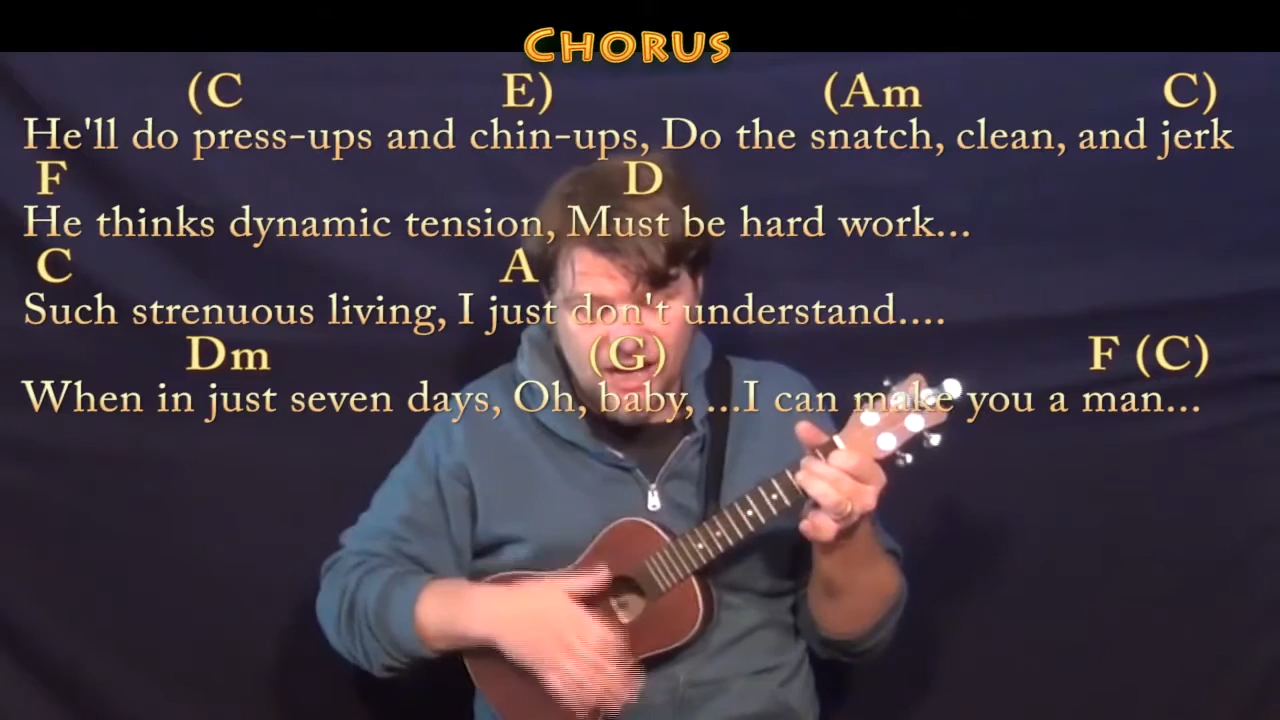 CHORUS
(C E) (Am C)
He'll do press-ups and chin-ups, Do the snatch, clean, and jerk
F D
He thinks dynamic tension, Must be hard work...
C A
Such strenuous living, I just don't understand....
Dm (G) F (C)
When in just seven days, Oh, baby, ...I can make you a man...